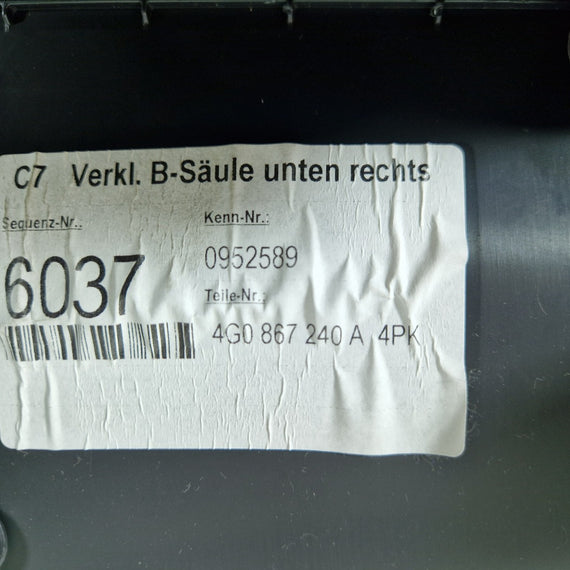 C7 Verkl. B-Säule unten rechts
Sequenz-Nr.:
Kenn-Nr.:
6037
0952589
Teile-Nr.:
4G0 867 240 A 4PK